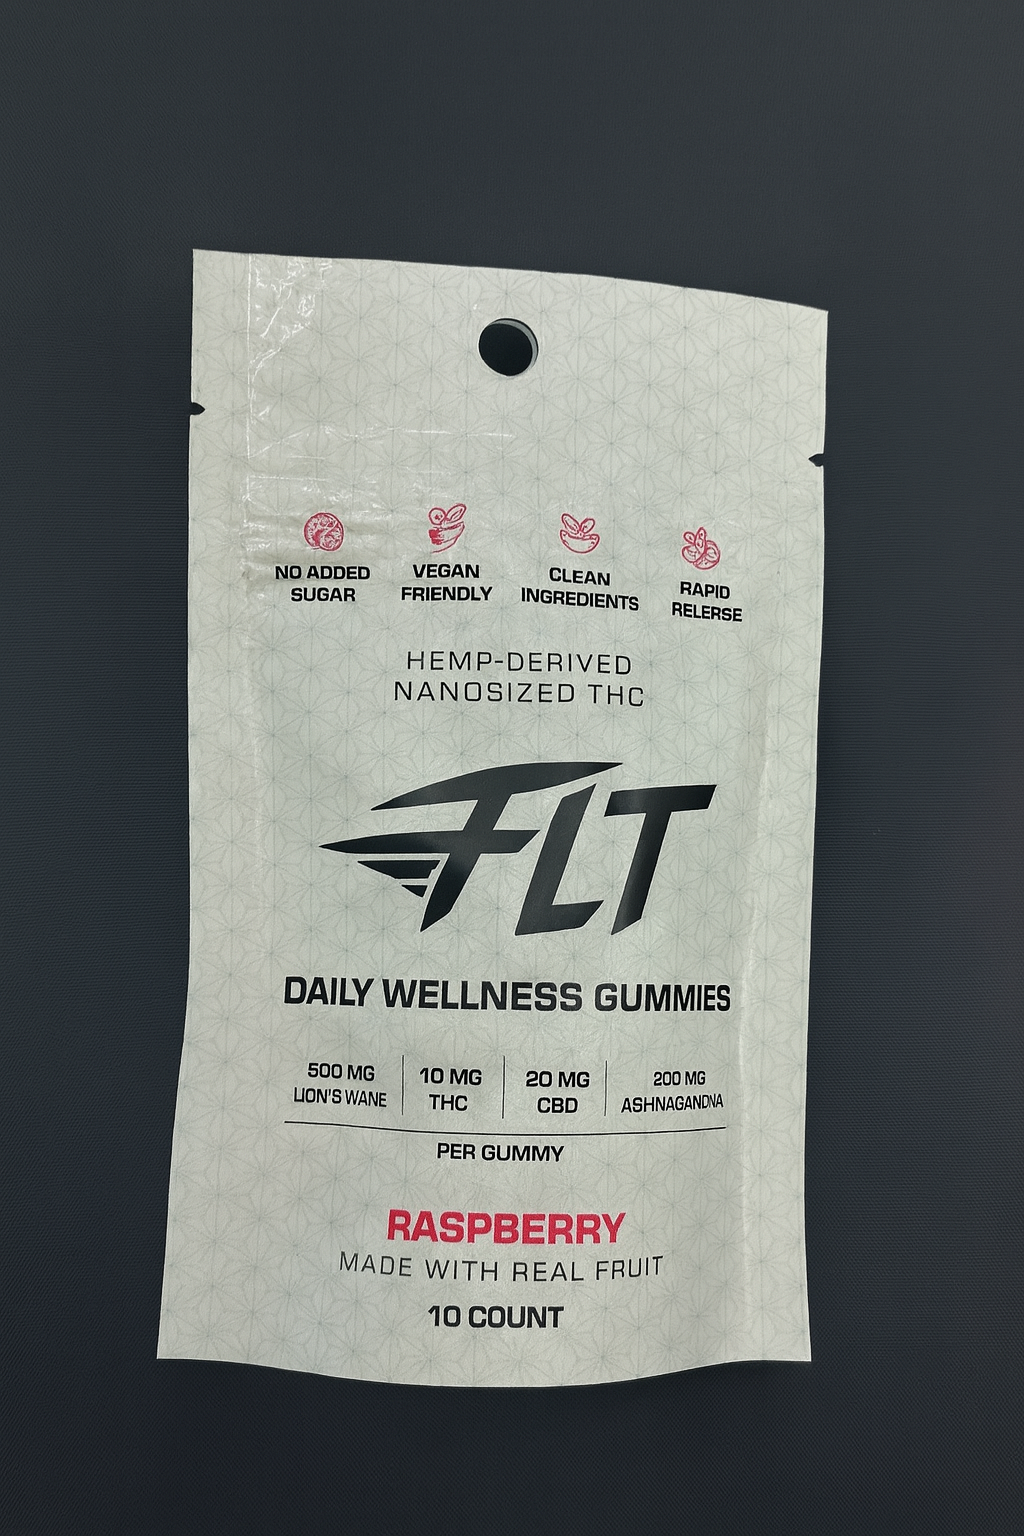 NO ADDED
SUGAR
VEGAN
FRIENDLY
CLEAN
INGREDIENTS
RAPID
RELERSE
HEMP-DERIVED
NANOSIZED THC
FLT
DAILY WELLNESS GUMMIES
500 MG
LION'S WANE
10 MG
THC
20 MG
CBD
200 MG
ASHNAGANDNA
PER GUMMY
RASPBERRY
MADE WITH REAL FRUIT
10 COUNT